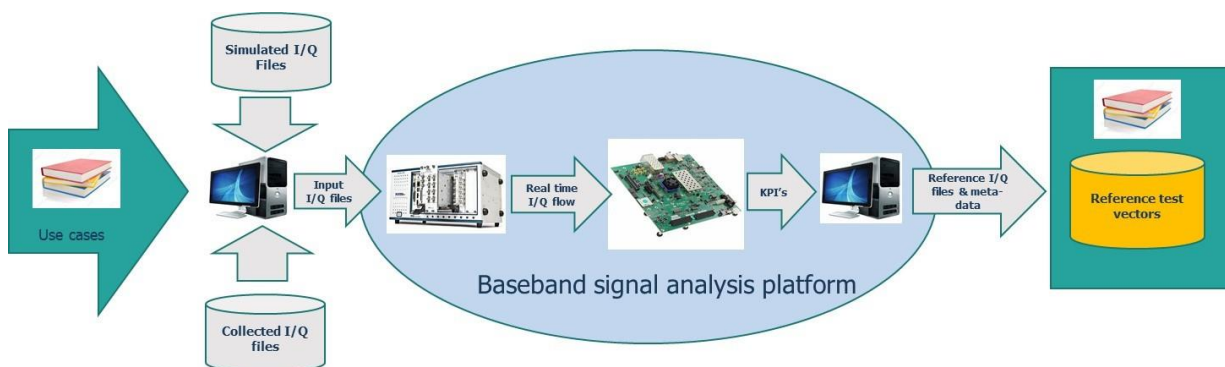 Simulated I/Q
Files
Use cases
Collected I/Q
files
Input
I/Q files
Real time
I/Q flow
KPI's
Reference I/Q
files & meta-
data
Baseband signal analysis platform
Reference test
vectors